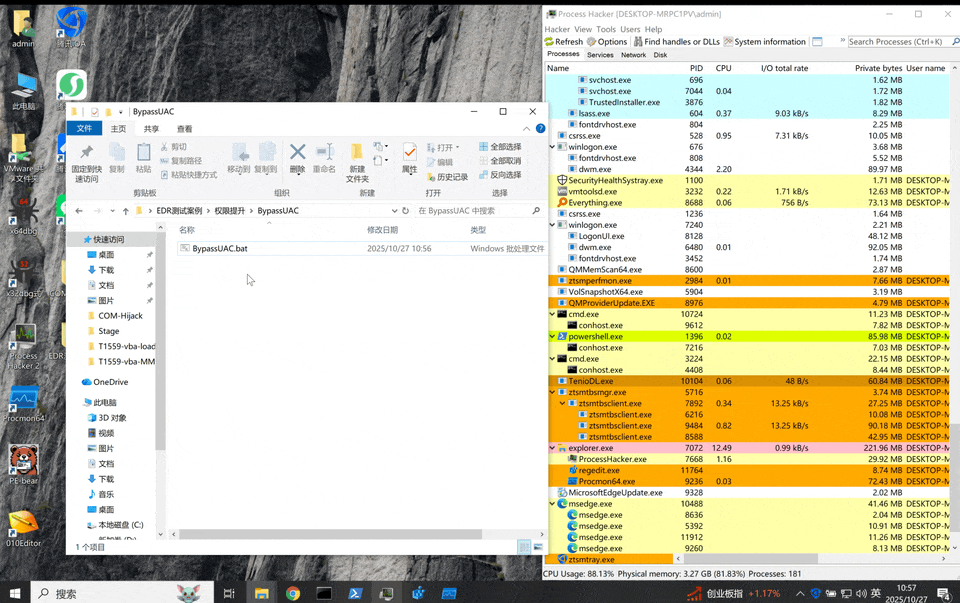 admin
腾讯QA
此电脑
VMware 共
享文件夹
x64dbg
x32dbg
Process
Hacker 2
Procmon64
PE-bear
010Editor
BypassUAC
文件
主页
共享
查看
固定到快
速访问
复制
粘贴
剪切
复制路径
粘贴快捷方式
剪贴板
移动到
复制到
删除
重命名
组织
新建
文件夹
新建
属性
打开
编辑
历史记录
打开
全部选择
全部取消
反向选择
选择
EDR测试案例 权限提升 BypassUAC
在 BypassUAC 中搜索
快速访问
桌面
下载
文档
图片
COM-Hijack
Stage
T1559-vba-load
T1559-vba-MM
OneDrive
此电脑
3D 对象
视频
图片
文档
下载
音乐
桌面
本地磁盘 (C:)
名称 修改日期 类型
BypassUAC.bat 2025/10/27 10:56 Windows 批处理文件
1 个项目
Process Hacker [DESKTOP-MRPC1PV\admin]
Hacker View Tools Users Help
Refresh Options Find handles or DLLs System information » Search Processes (Ctrl+K)
Processes Services Network Disk
Name PID CPU I/O total rate Private bytes User name
svchost.exe 696 1.62 MB
svchost.exe 7044 0.04 1.72 MB
TrustedInstaller.exe 3876 1.82 MB
lsass.exe 604 0.37 9.03 kB/s 8.29 MB
fontdrvhost.exe 804 2.25 MB
csrss.exe 528 0.95 7.31 kB/s 10.05 MB
winlogon.exe 676 3.68 MB
fontdrvhost.exe 808 5.52 MB
dwm.exe 4344 2.20 89.97 MB
SecurityHealthSystray.exe 1100 1.71 MB DESKTOP-M
vmtoolsd.exe 3232 0.22 1.71 kB/s 12.63 MB DESKTOP-M
Everything.exe 8688 0.06 756 B/s 73.13 MB DESKTOP-M
csrss.exe 1236 1.64 MB
winlogon.exe 7240 2.21 MB
LogonUI.exe 8128 48.12 MB
dwm.exe 6480 0.01 92.05 MB
fontdrvhost.exe 3452 1.74 MB
QMMemScan64.exe 8600 2.87 MB
ztsmperfmon.exe 2984 0.01 7.66 MB DESKTOP-M
VolSnapshotX64.exe 5904 3.19 MB
QMProviderUpdate.EXE 8976 4.79 MB DESKTOP-M
cmd.exe 10724 11.23 MB DESKTOP-M
conhost.exe 9612 7.82 MB DESKTOP-M
powershell.exe 1396 0.02 85.98 MB DESKTOP-M
conhost.exe 7216 7.03 MB DESKTOP-M
cmd.exe 3224 22.15 MB DESKTOP-M
conhost.exe 4408 8.44 MB DESKTOP-M
TenioDL.exe 10104 0.06 48 B/s 60.84 MB DESKTOP-M
ztsmtbsmgr.exe 5716 3.74 MB DESKTOP-M
ztsmtbsclient.exe 7892 0.34 13.25 kB/s 27.25 MB DESKTOP-M
ztsmtbsclient.exe 6216 10.08 MB DESKTOP-M
ztsmtbsclient.exe 9484 0.82 13.25 kB/s 90.18 MB DESKTOP-M
ztsmtbsclient.exe 8588 42.95 MB DESKTOP-M
explorer.exe 7072 12.49 0.99 kB/s 221.96 MB DESKTOP-M
ProcessHacker.exe 7668 1.16 29.92 MB DESKTOP-M
regedit.exe 11764 8.74 MB DESKTOP-M
Procmon64.exe 9236 0.03 72.43 MB DESKTOP-M
MicrosoftEdgeUpdate.exe 9328 2.02 MB
msedge.exe 10488 41.46 MB DESKTOP-M
msedge.exe 8636 2.04 MB DESKTOP-M
msedge.exe 5392 10.91 MB DESKTOP-M
msedge.exe 11912 11.26 MB DESKTOP-M
msedge.exe 9260 8.13 MB DESKTOP-M
ztsmtray.exe
CPU Usage: 88.13% Physical memory: 3.27 GB (81.83%) Processes: 181
搜索
创业板指 +1.17%
英
10:57
2025/10/27